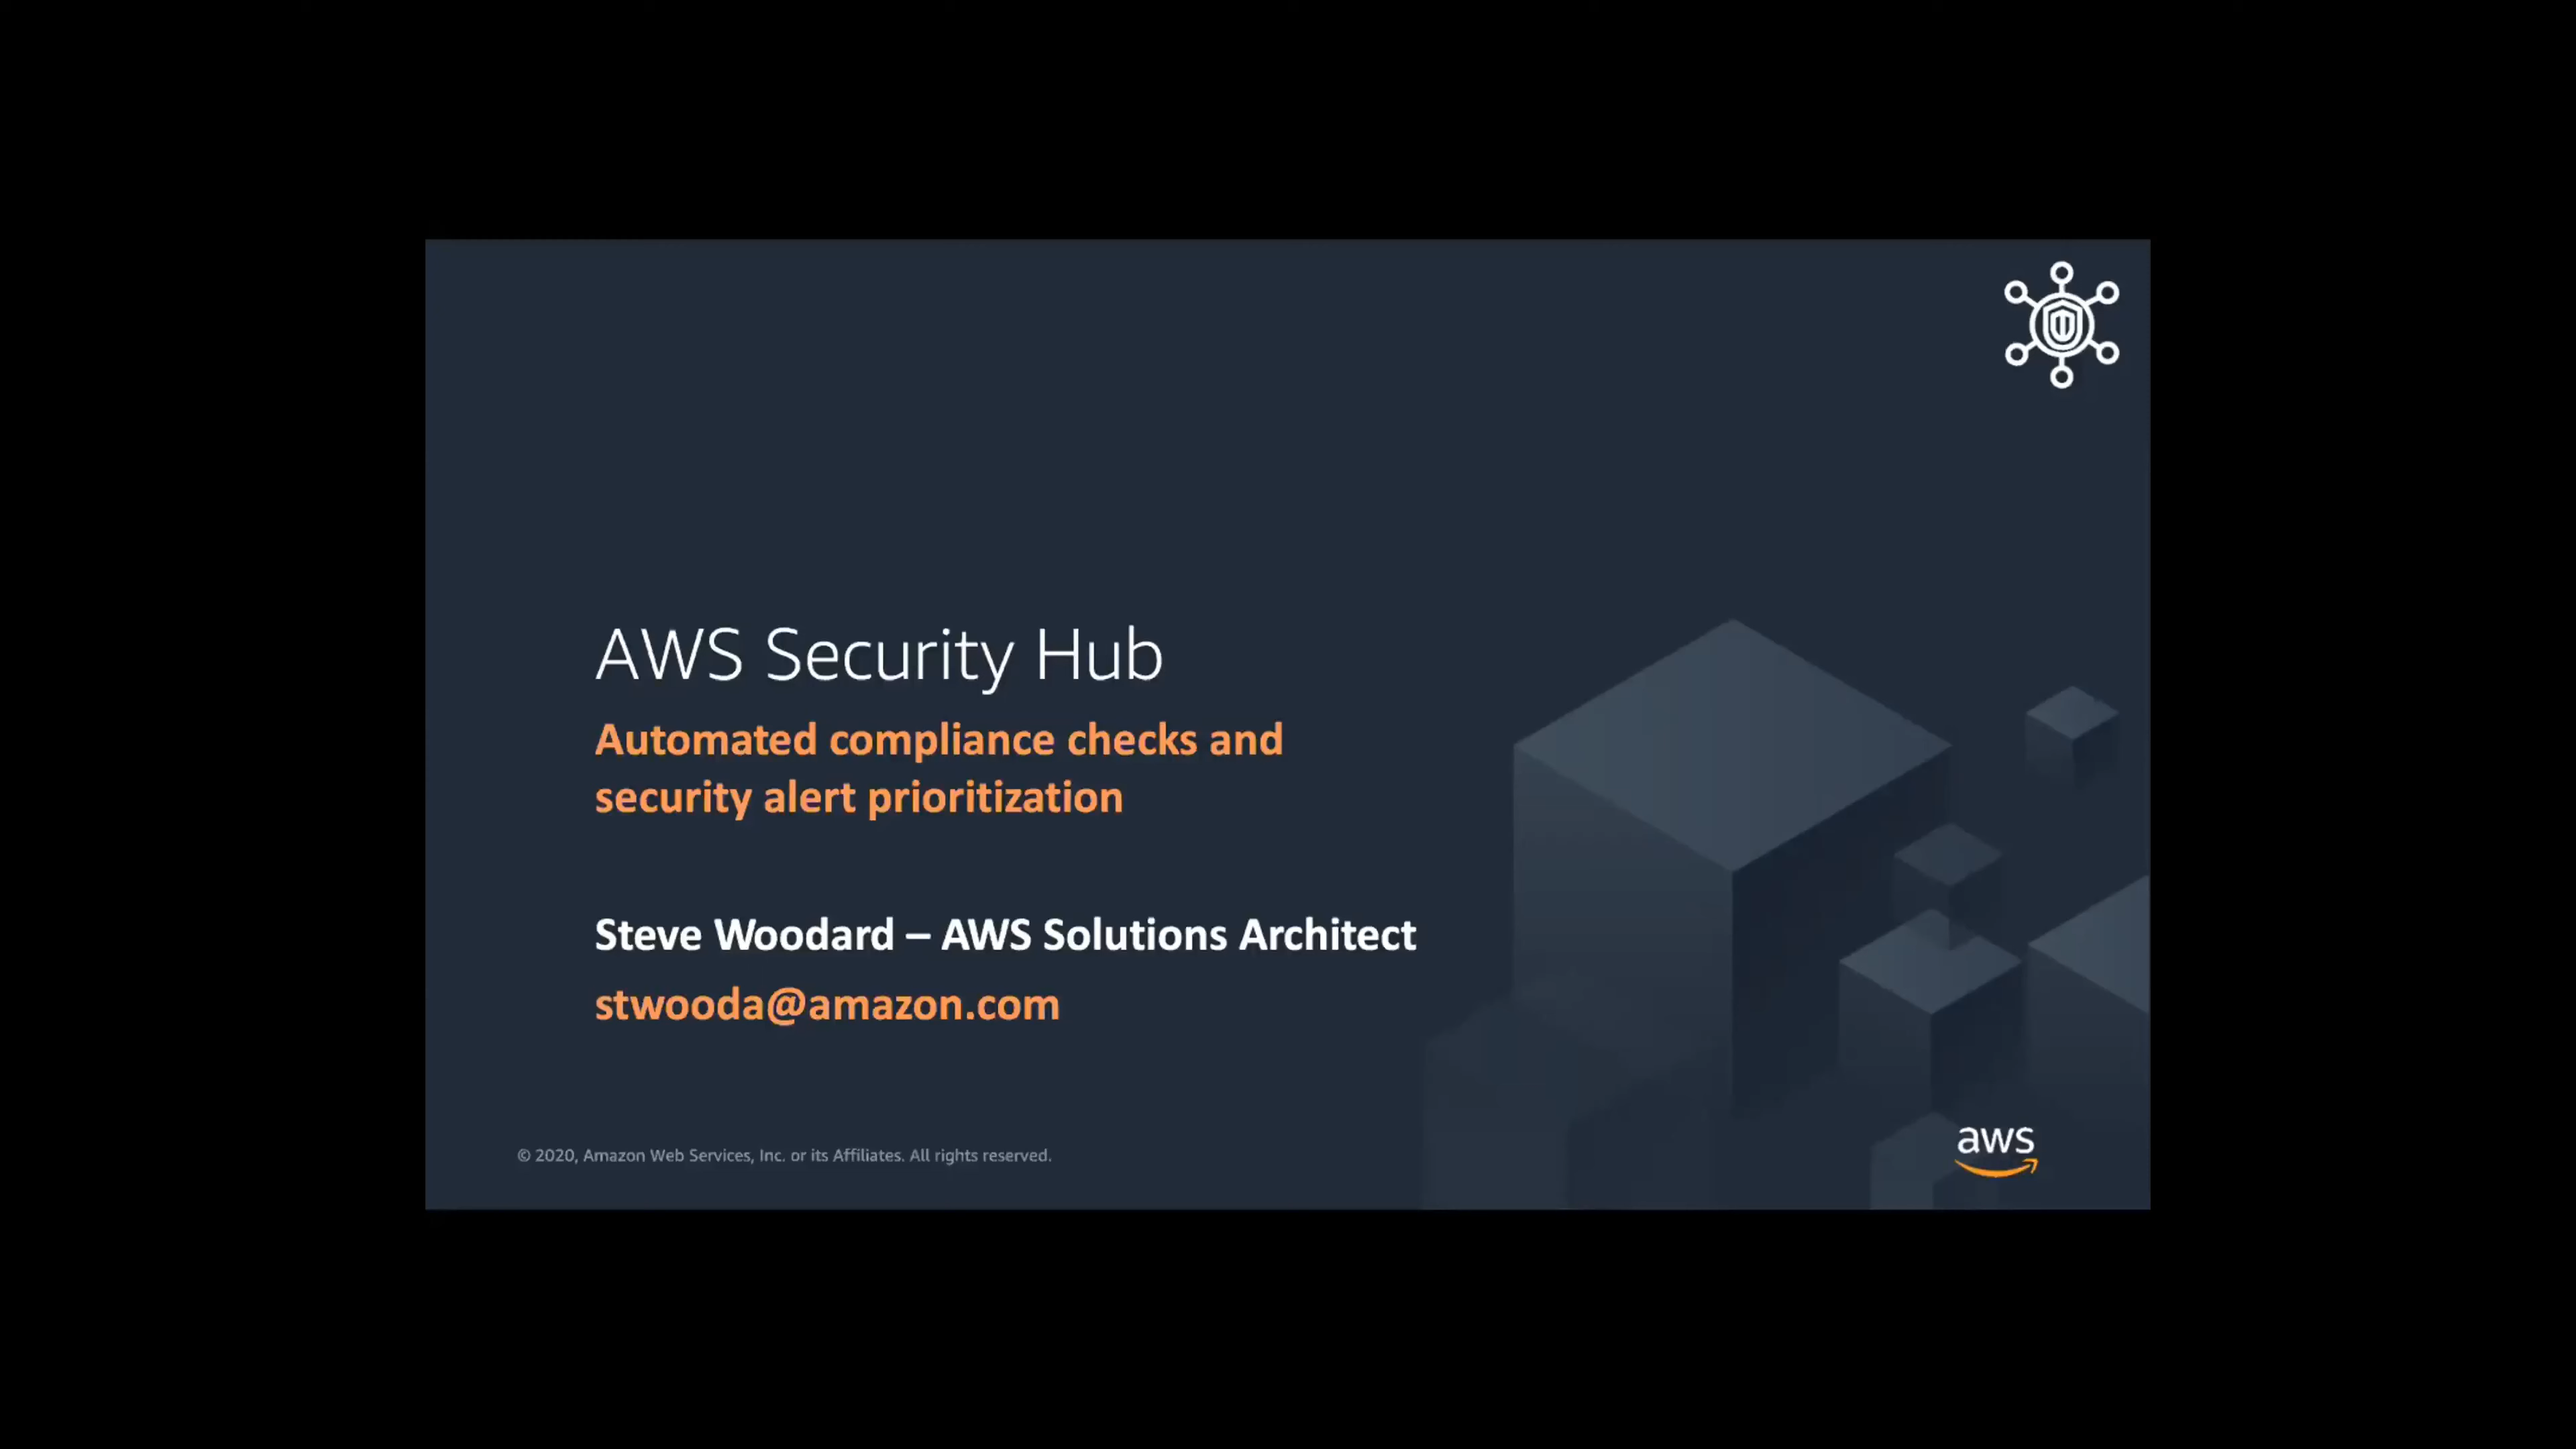 AWS Security Hub
Automated compliance checks and
security alert prioritization
Steve Woodard – AWS Solutions Architect
stwooda@amazon.com
© 2020, Amazon Web Services, Inc. or its Affiliates. All rights reserved.
aws